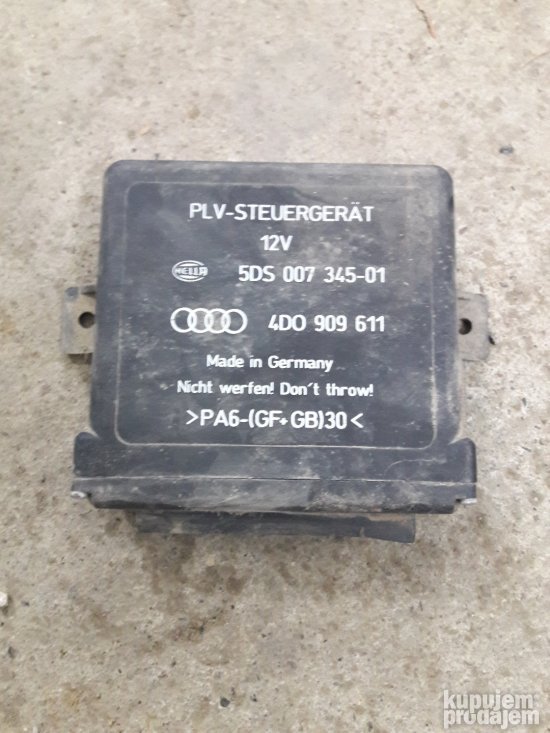 PLV-STEUERGERÄT
12V
HELLA 5DS 007 345-01
4D0 909 611
Made in Germany
Nicht werfen! Don´t throw!
>PA6-(GF+GB)30<
kupujem
prodajem